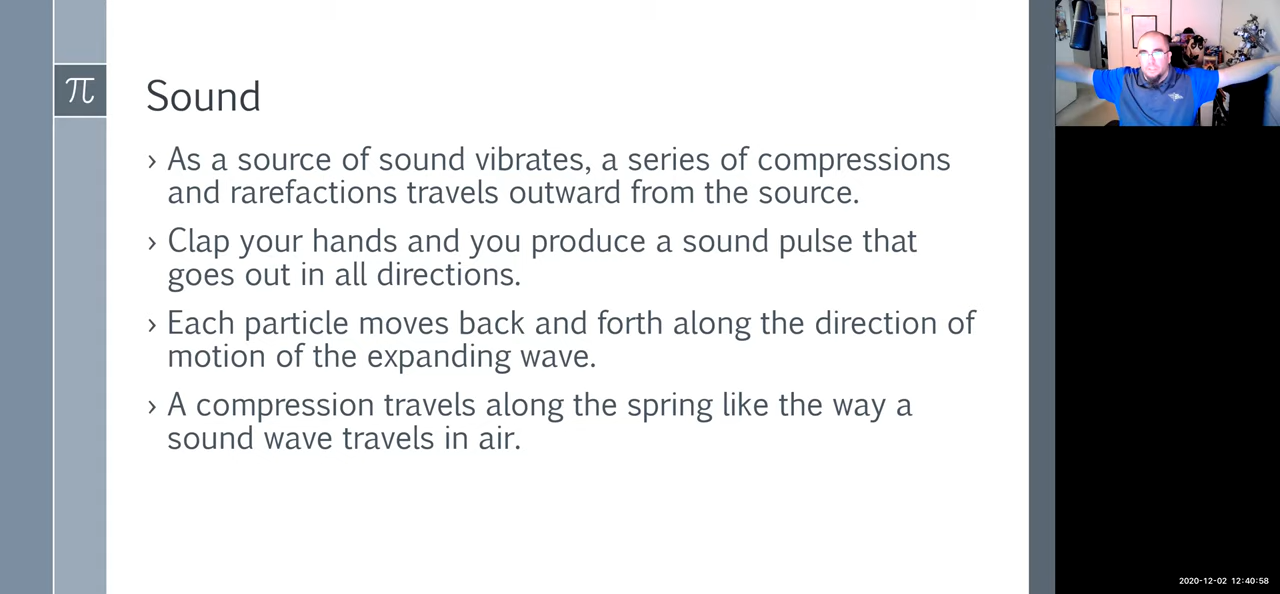 π
Sound
› As a source of sound vibrates, a series of compressions
and rarefactions travels outward from the source.
› Clap your hands and you produce a sound pulse that
goes out in all directions.
› Each particle moves back and forth along the direction of
motion of the expanding wave.
› A compression travels along the spring like the way a
sound wave travels in air.
2020-12-02 12:40:58